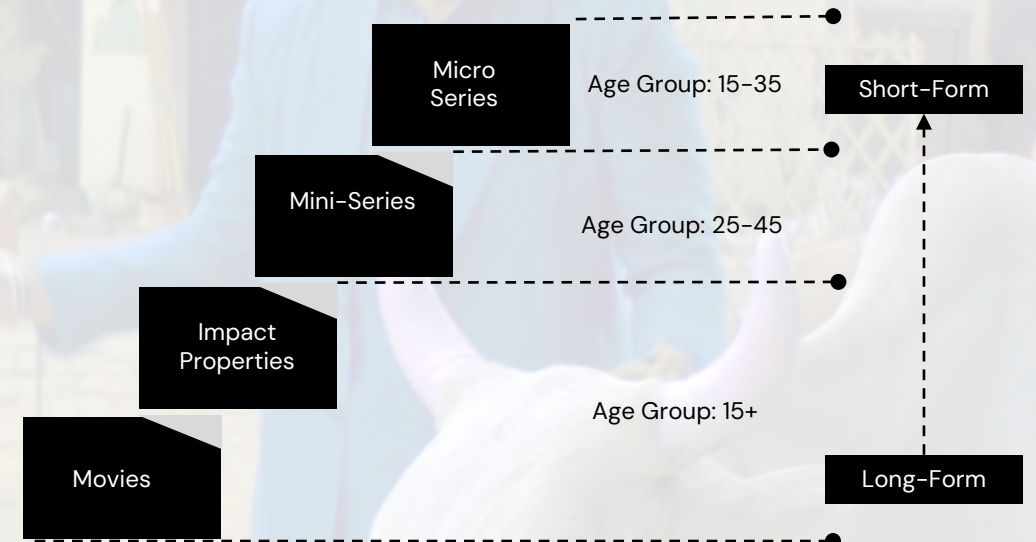 Micro
Series
Age Group: 15-35
Short-Form
Mini-Series
Age Group: 25-45
Impact
Properties
Age Group: 15+
Movies
Long-Form